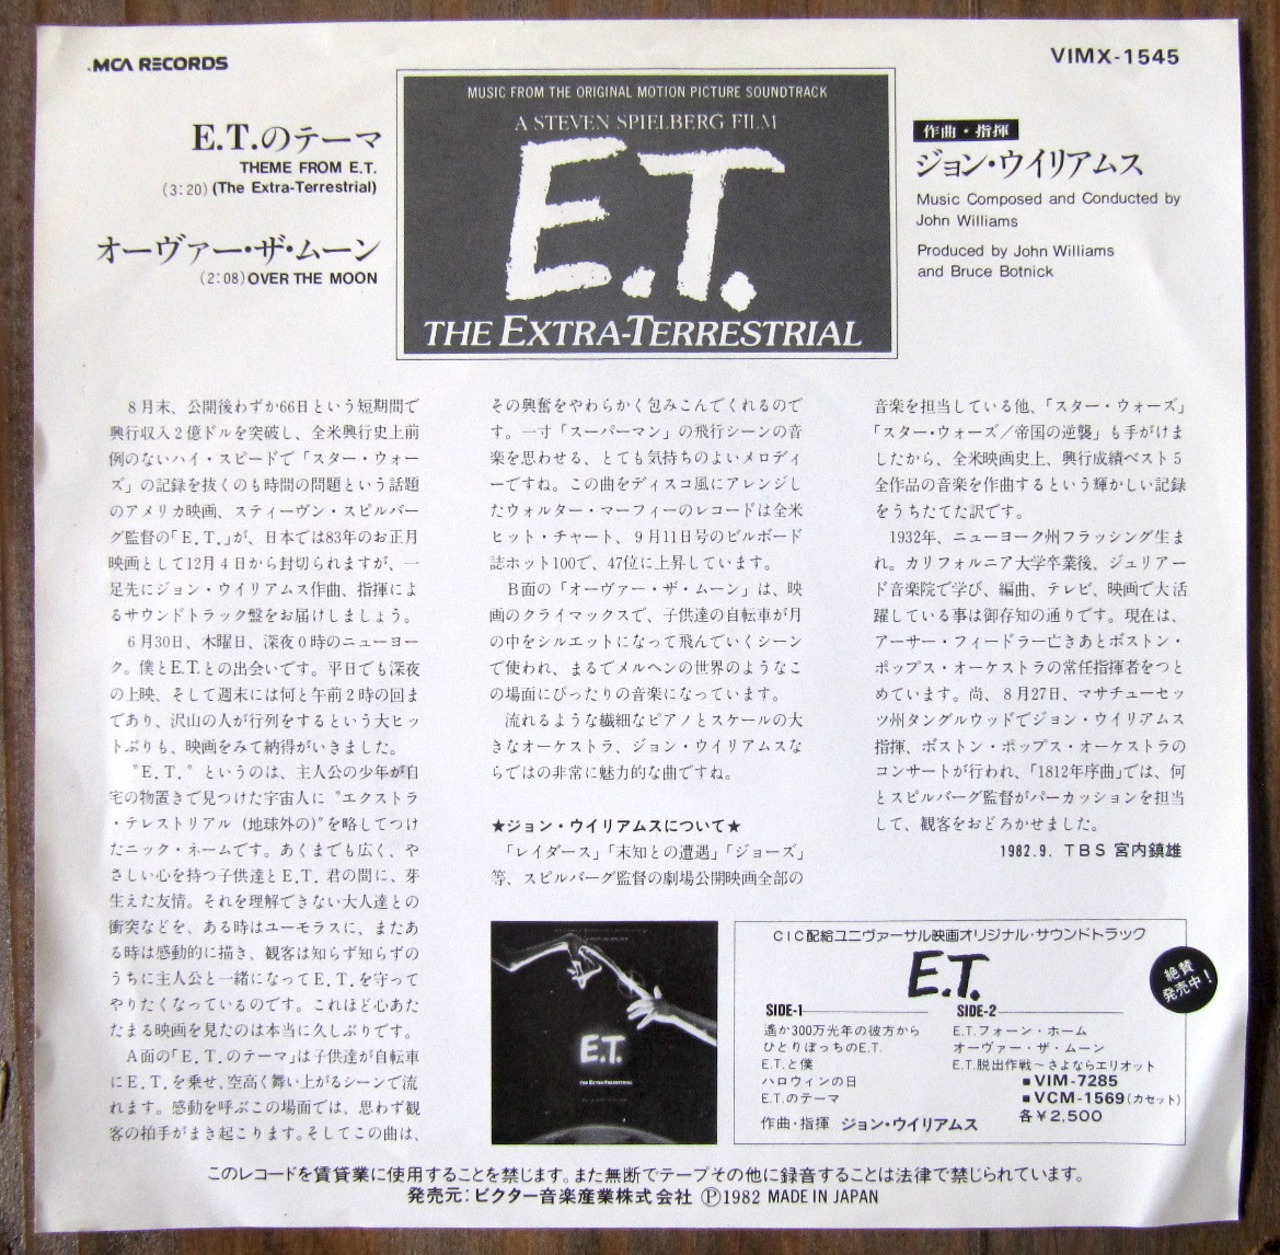 MCA RECORDS
VIMX-1545
E.T.のテーマ
THEME FROM E.T.
(3:20) (The Extra-Terrestrial)
オーヴァー・ザ・ムーン
(2:08) OVER THE MOON
MUSIC FROM THE ORIGINAL MOTION PICTURE SOUNDTRACK
A STEVEN SPIELBERG FILM
E.T.
THE EXTRA-TERRESTRIAL
作曲・指揮
ジョン・ウイリアムス
Music Composed and Conducted by
John Williams
Produced by John Williams
and Bruce Botnick
8月末、公開後わずか66日という短期間で
興行収入2億ドルを突破し、全米興行史上前
例のないハイ・スピードで「スター・ウォー
ズ」の記録を抜くのも時間の問題という話題
のアメリカ映画、スティーヴン・スピルバー
グ監督の「E.T.」が、日本では83年のお正月
映画として12月4日から封切られますが、一
足先にジョン・ウイリアムス作曲、指揮によ
るサウンドトラック盤をお届けしましょう。
6月30日、木曜日、深夜0時のニューヨー
ク。僕とE.T.との出会いです。平日でも深夜
の上映、そして週末には何と午前2時の回ま
であり、沢山の人が行列をするという大ヒッ
トぶりも、映画をみて納得がいきました。
〝E.T.〟というのは、主人公の少年が自
宅の物置きで見つけた宇宙人に〝エクストラ
・テレストリアル(地球外の)〟を略してつけ
たニック・ネームです。あくまでも広く、や
さしい心を持つ子供達とE.T.君の間に、芽
生えた友情。それを理解できない大人達との
衝突などを、ある時はユーモラスに、またあ
る時は感動的に描き、観客は知らず知らずの
うちに主人公と一緒になってE.T.を守って
やりたくなっているのです。これほど心あた
たまる映画を見たのは本当に久しぶりです。
A面の「E.T.のテーマ」は子供達が自転車
にE.T.を乗せ、空高く舞い上がるシーンで流
れます。感動を呼ぶこの場面では、思わず観
客の拍手がまき起こります。そしてこの曲は、
その興奮をやわらかく包みこんでくれるので
す。一寸「スーパーマン」の飛行シーンの音
楽を思わせる、とても気持ちのよいメロディ
ーですね。この曲をディスコ風にアレンジし
たウォルター・マーフィーのレコードは全米
ヒット・チャート、9月11日号のビルボード
誌ホット100で、47位に上昇しています。
B面の「オーヴァー・ザ・ムーン」は、映
画のクライマックスで、子供達の自転車が月
の中をシルエットになって飛んでいくシーン
で使われ、まるでメルヘンの世界のようなこ
の場面にぴったりの音楽になっています。
流れるような繊細なピアノとスケールの大
きなオーケストラ、ジョン・ウイリアムスな
らではの非常に魅力的な曲ですね。
★ジョン・ウイリアムスについて★
「レイダース」「未知との遭遇」「ジョーズ」
等、スピルバーグ監督の劇場公開映画全部の
音楽を担当している他、「スター・ウォーズ」
「スター・ウォーズ/帝国の逆襲」も手がけま
したから、全米映画史上、興行成績ベスト5
全作品の音楽を作曲するという輝かしい記録
をうちたてた訳です。
1932年、ニューヨーク州フラッシング生ま
れ。カリフォルニア大学卒業後、ジュリアー
ド音楽院で学び、編曲、テレビ、映画で大活
躍している事は御存知の通りです。現在は、
アーサー・フィードラー亡きあとボストン・
ポップス・オーケストラの常任指揮者をつと
めています。尚、8月27日、マサチューセッ
ツ州タングルウッドでジョン・ウイリアムス
指揮、ボストン・ポップス・オーケストラの
コンサートが行われ、「1812年序曲」では、何
とスピルバーグ監督がパーカッションを担当
して、観客をおどろかせました。
1982.9. TBS 宮内鎮雄
E.T.
THE EXTRA-TERRESTRIAL
CIC配給ユニヴァーサル映画オリジナル・サウンドトラック
E.T.
絶賛
発売中!
SIDE-1
遙か300万光年の彼方から
ひとりぼっちのE.T.
E.T.と僕
ハロウィンの日
E.T.のテーマ
SIDE-2
E.T.フォーン・ホーム
オーヴァー・ザ・ムーン
E.T.脱出作戦~さよならエリオット
■VIM-7285
■VCM-1569(カセット)
各¥2,500
作曲・指揮 ジョン・ウイリアムス
このレコードを賃貸業に使用することを禁じます。また無断でテープその他に録音することは法律で禁じられています。
発売元:ビクター音楽産業株式会社 Ⓟ1982 MADE IN JAPAN